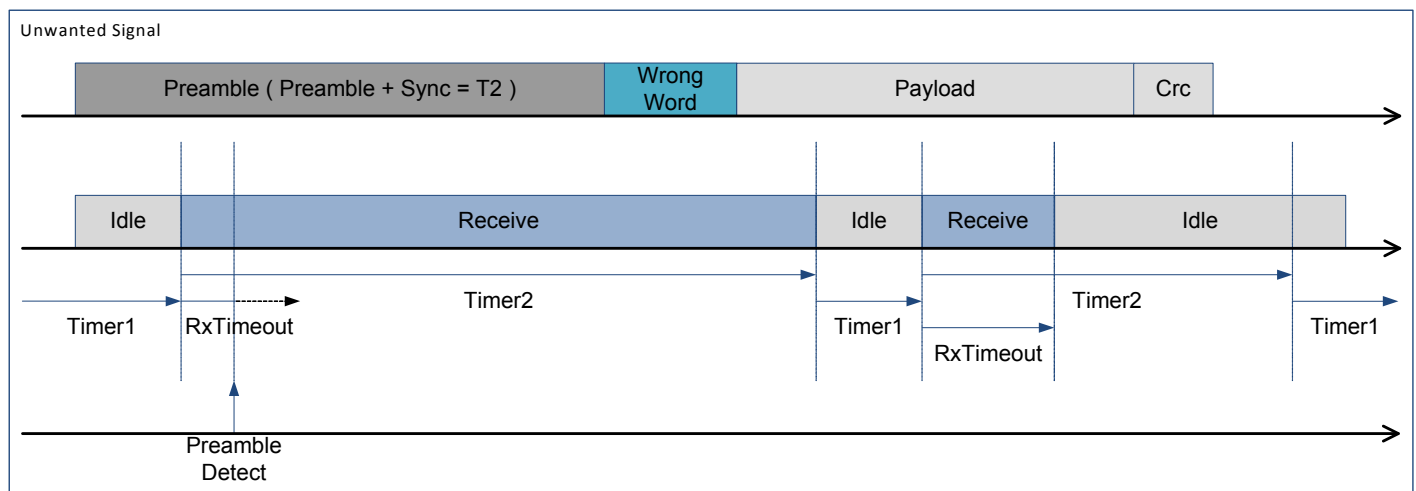 Unwanted Signal
Preamble ( Preamble + Sync = T2 )
Wrong
Word
Payload
Crc
Idle
Receive
Idle
Receive
Idle
Timer2
Timer2
Timer1
RxTimeout
Timer1
Timer1
RxTimeout
Preamble
Detect